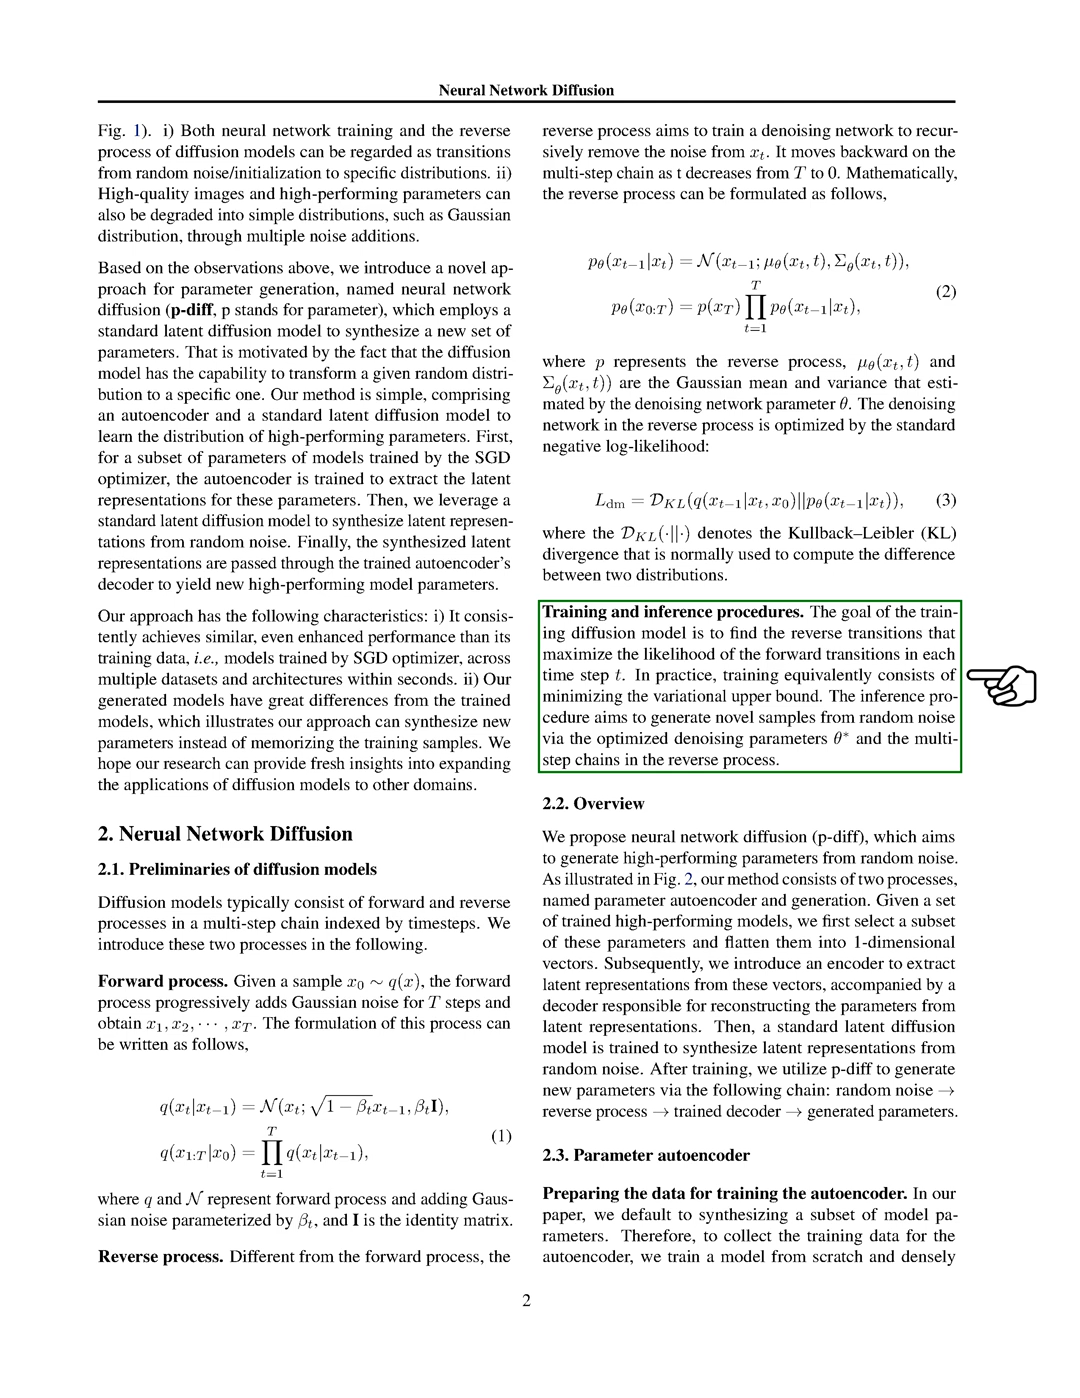 Neural Network Diffusion
Fig. 1). i) Both neural network training and the reverse
process of diffusion models can be regarded as transitions
from random noise/initialization to specific distributions. ii)
High-quality images and high-performing parameters can
also be degraded into simple distributions, such as Gaussian
distribution, through multiple noise additions.
Based on the observations above, we introduce a novel ap-
proach for parameter generation, named neural network
diffusion (p-diff, p stands for parameter), which employs a
standard latent diffusion model to synthesize a new set of
parameters. That is motivated by the fact that the diffusion
model has the capability to transform a given random distri-
bution to a specific one. Our method is simple, comprising
an autoencoder and a standard latent diffusion model to
learn the distribution of high-performing parameters. First,
for a subset of parameters of models trained by the SGD
optimizer, the autoencoder is trained to extract the latent
representations for these parameters. Then, we leverage a
standard latent diffusion model to synthesize latent represen-
tations from random noise. Finally, the synthesized latent
representations are passed through the trained autoencoder's
decoder to yield new high-performing model parameters.
Our approach has the following characteristics: i) It consis-
tently achieves similar, even enhanced performance than its
training data, i.e., models trained by SGD optimizer, across
multiple datasets and architectures within seconds. ii) Our
generated models have great differences from the trained
models, which illustrates our approach can synthesize new
parameters instead of memorizing the training samples. We
hope our research can provide fresh insights into expanding
the applications of diffusion models to other domains.
2. Nerual Network Diffusion
2.1. Preliminaries of diffusion models
Diffusion models typically consist of forward and reverse
processes in a multi-step chain indexed by timesteps. We
introduce these two processes in the following.
Forward process. Given a sample x₀ ∼ q(x), the forward
process progressively adds Gaussian noise for T steps and
obtain x₁, x₂, ⋯ , x_T. The formulation of this process can
be written as follows,
q(x_t|x_{t−1}) = N(x_t; √(1 − β_t)x_{t−1}, β_tI),
q(x_{1:T}|x₀) = ∏_{t=1}^{T} q(x_t|x_{t−1}), (1)
where q and N represent forward process and adding Gaus-
sian noise parameterized by β_t, and I is the identity matrix.
Reverse process. Different from the forward process, the
reverse process aims to train a denoising network to recur-
sively remove the noise from x_t. It moves backward on the
multi-step chain as t decreases from T to 0. Mathematically,
the reverse process can be formulated as follows,
p_θ(x_{t−1}|x_t) = N(x_{t−1}; μ_θ(x_t, t), Σ_θ(x_t, t)),
p_θ(x_{0:T}) = p(x_T) ∏_{t=1}^{T} p_θ(x_{t−1}|x_t), (2)
where p represents the reverse process, μ_θ(x_t, t) and
Σ_θ(x_t, t)) are the Gaussian mean and variance that esti-
mated by the denoising network parameter θ. The denoising
network in the reverse process is optimized by the standard
negative log-likelihood:
L_dm = D_{KL}(q(x_{t−1}|x_t, x₀)||p_θ(x_{t−1}|x_t)), (3)
where the D_{KL}(·||·) denotes the Kullback–Leibler (KL)
divergence that is normally used to compute the difference
between two distributions.
Training and inference procedures. The goal of the train-
ing diffusion model is to find the reverse transitions that
maximize the likelihood of the forward transitions in each
time step t. In practice, training equivalently consists of
minimizing the variational upper bound. The inference pro-
cedure aims to generate novel samples from random noise
via the optimized denoising parameters θ* and the multi-
step chains in the reverse process.
2.2. Overview
We propose neural network diffusion (p-diff), which aims
to generate high-performing parameters from random noise.
As illustrated in Fig. 2, our method consists of two processes,
named parameter autoencoder and generation. Given a set
of trained high-performing models, we first select a subset
of these parameters and flatten them into 1-dimensional
vectors. Subsequently, we introduce an encoder to extract
latent representations from these vectors, accompanied by a
decoder responsible for reconstructing the parameters from
latent representations. Then, a standard latent diffusion
model is trained to synthesize latent representations from
random noise. After training, we utilize p-diff to generate
new parameters via the following chain: random noise →
reverse process → trained decoder → generated parameters.
2.3. Parameter autoencoder
Preparing the data for training the autoencoder. In our
paper, we default to synthesizing a subset of model pa-
rameters. Therefore, to collect the training data for the
autoencoder, we train a model from scratch and densely
2